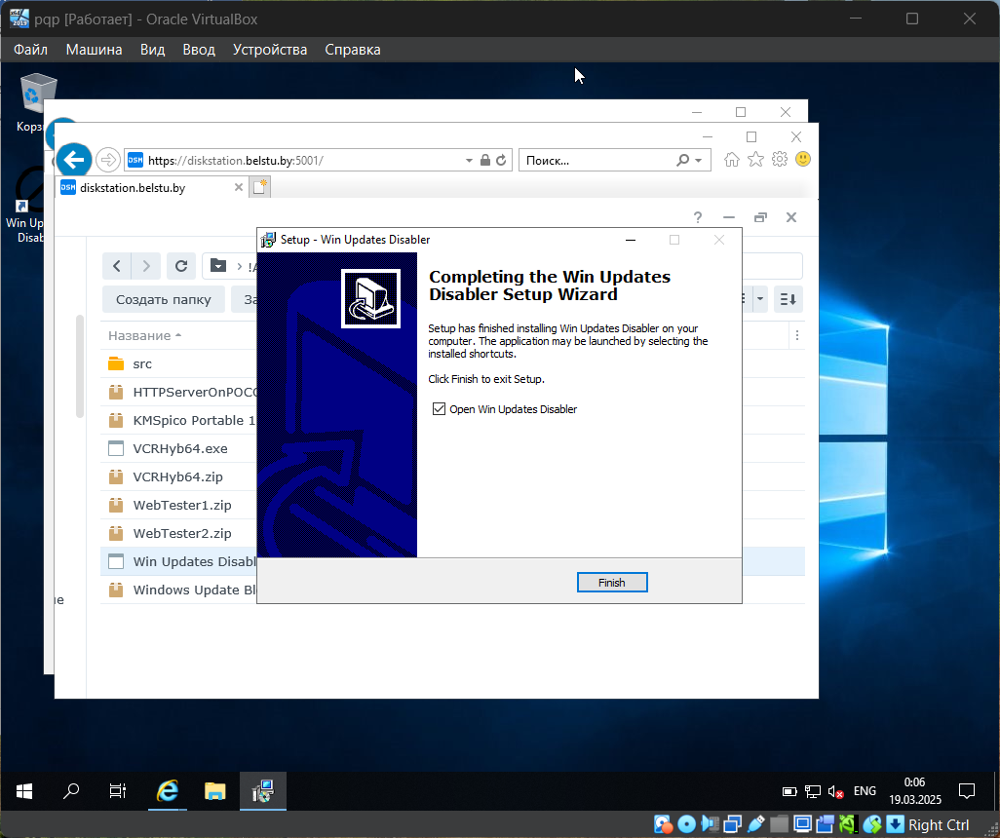 pqp [Работает] - Oracle VirtualBox
Файл Машина Вид Ввод Устройства Справка
https://diskstation.belstu.by:5001/
Поиск...
DSM diskstation.belstu.by
Win Up
Disab
Создать папку
За
Название
src
HTTPServerOnPOCO
KMSpico Portable 1
VCRHyb64.exe
VCRHyb64.zip
WebTester1.zip
WebTester2.zip
Win Updates Disabl
Windows Update Bl
Setup - Win Updates Disabler
Completing the Win Updates
Disabler Setup Wizard
Setup has finished installing Win Updates Disabler on your
computer. The application may be launched by selecting the
installed shortcuts.
Click Finish to exit Setup.
Open Win Updates Disabler
Finish
ENG
0:06
19.03.2025
Right Ctrl